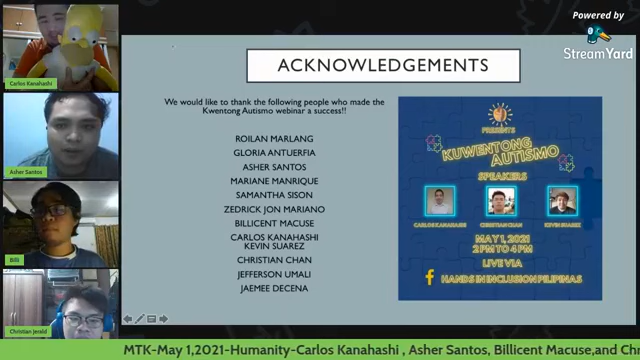 Powered by
StreamYard
Carlos Kanahashi
Asher Santos
Billi
Christian Jerald
ACKNOWLEDGEMENTS
We would like to thank the following people who made the
Kwentong Autismo webinar a success!!
ROILAN MARLANG
GLORIA ANTUERFIA
ASHER SANTOS
MARIANE MANRIQUE
SAMANTHA SISON
ZEDRICK JON MARIANO
BILLICENT MACUSE
CARLOS KANAHASHI
KEVIN SUAREZ
CHRISTIAN CHAN
JEFFERSON UMALI
JAEMEE DECENA
PRESENTS
KUWENTONG
AUTISMO
SPEAKERS
CARLOS KANAHASHI
CHRISTIAN CHAN
KEVIN SUAREZ
MAY 1, 2021
2 PM TO 4 PM
LIVE VIA
HANDS IN INCLUSION PILIPINAS
MTK-May 1,2021-Humanity-Carlos Kanahashi , Asher Santos, Billicent Macuse,and Chr